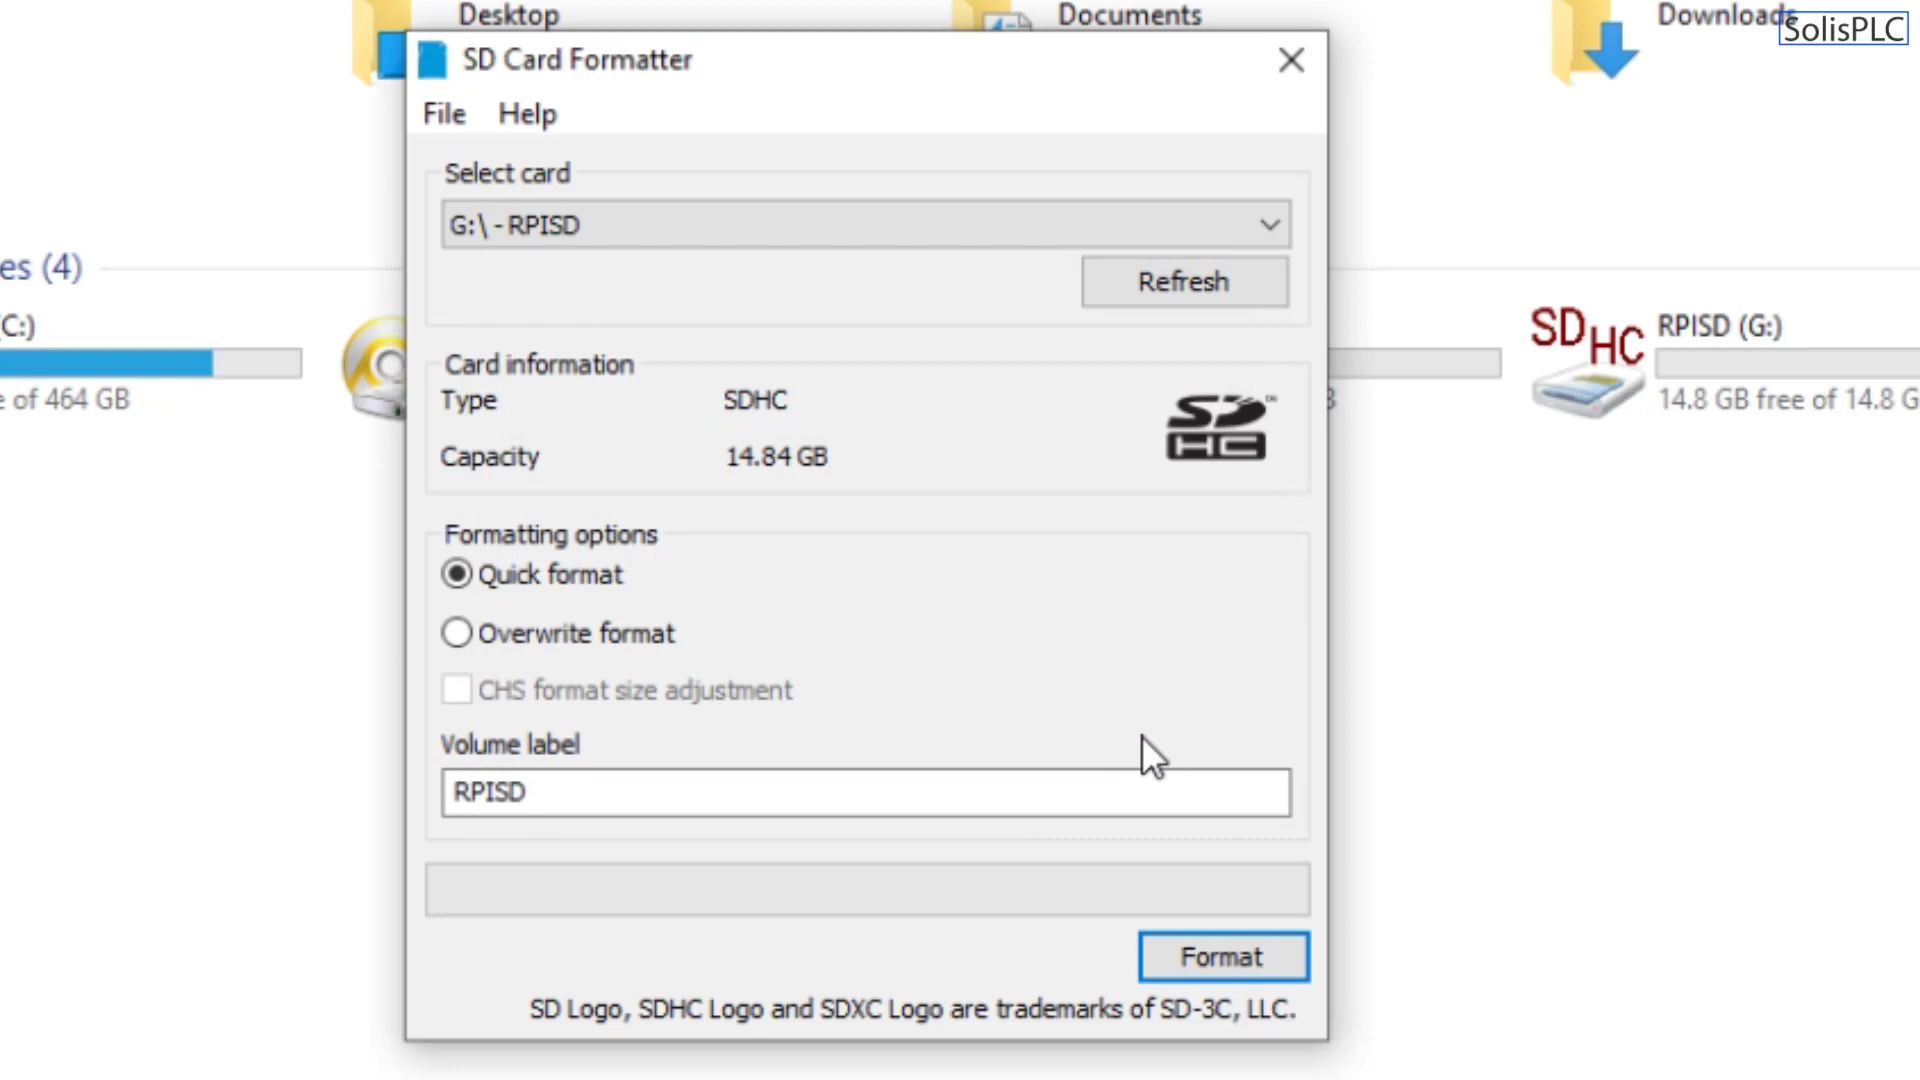 Desktop
Documents
Downloads
SolisPLC
SD Card Formatter
File Help
Select card
G:\ - RPISD
Refresh
es (4)
C:)
e of 464 GB
SD HC
RPISD (G:)
14.8 GB free of 14.8 G
Card information
Type SDHC
Capacity 14.84 GB
SD HC
Formatting options
Quick format
Overwrite format
CHS format size adjustment
Volume label
RPISD
Format
SD Logo, SDHC Logo and SDXC Logo are trademarks of SD-3C, LLC.